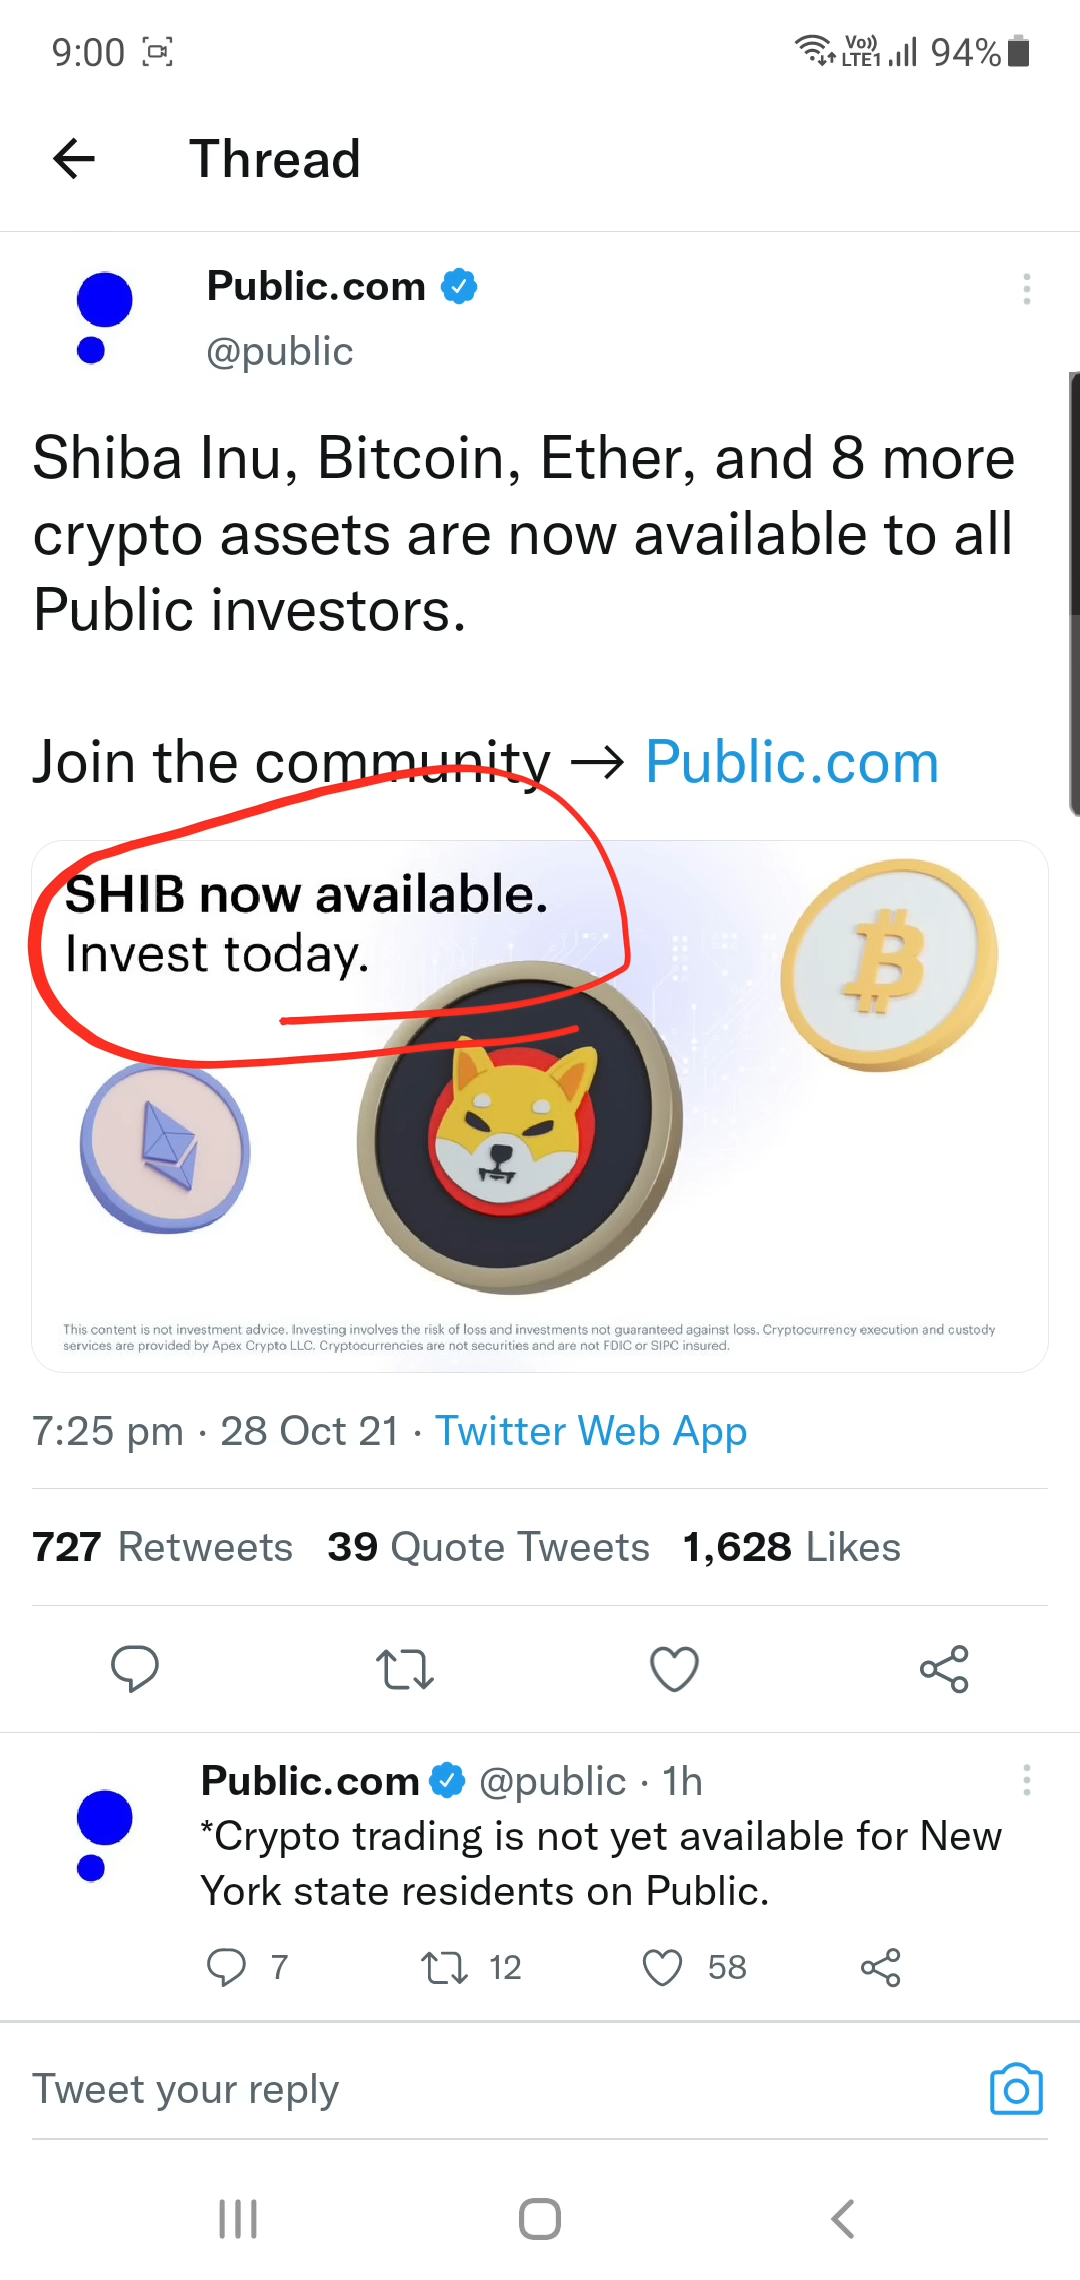 9:00
Vo)) LTE1 94%
Thread
Public.com
@public
Shiba Inu, Bitcoin, Ether, and 8 more
crypto assets are now available to all
Public investors.
Join the community → Public.com
SHIB now available.
Invest today.
This content is not investment advice. Investing involves the risk of loss and investments not guaranteed against loss. Cryptocurrency execution and custody
services are provided by Apex Crypto LLC. Cryptocurrencies are not securities and are not FDIC or SIPC insured.
7:25 pm · 28 Oct 21 · Twitter Web App
727 Retweets 39 Quote Tweets 1,628 Likes
Public.com @public · 1h
*Crypto trading is not yet available for New
York state residents on Public.
7 12 58
Tweet your reply